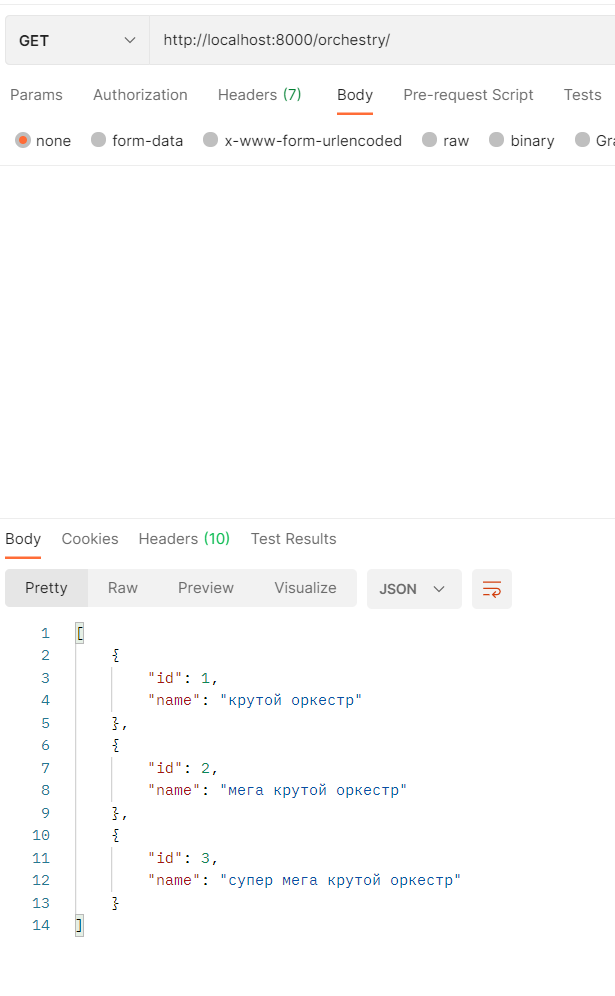 GET http://localhost:8000/orchestry/
Params Authorization Headers (7) Body Pre-request Script Tests
none form-data x-www-form-urlencoded raw binary Gra
Body Cookies Headers (10) Test Results
Pretty Raw Preview Visualize JSON
1 [
2 {
3 "id": 1,
4 "name": "крутой оркестр"
5 },
6 {
7 "id": 2,
8 "name": "мега крутой оркестр"
9 },
10 {
11 "id": 3,
12 "name": "супер мега крутой оркестр"
13 }
14 ]